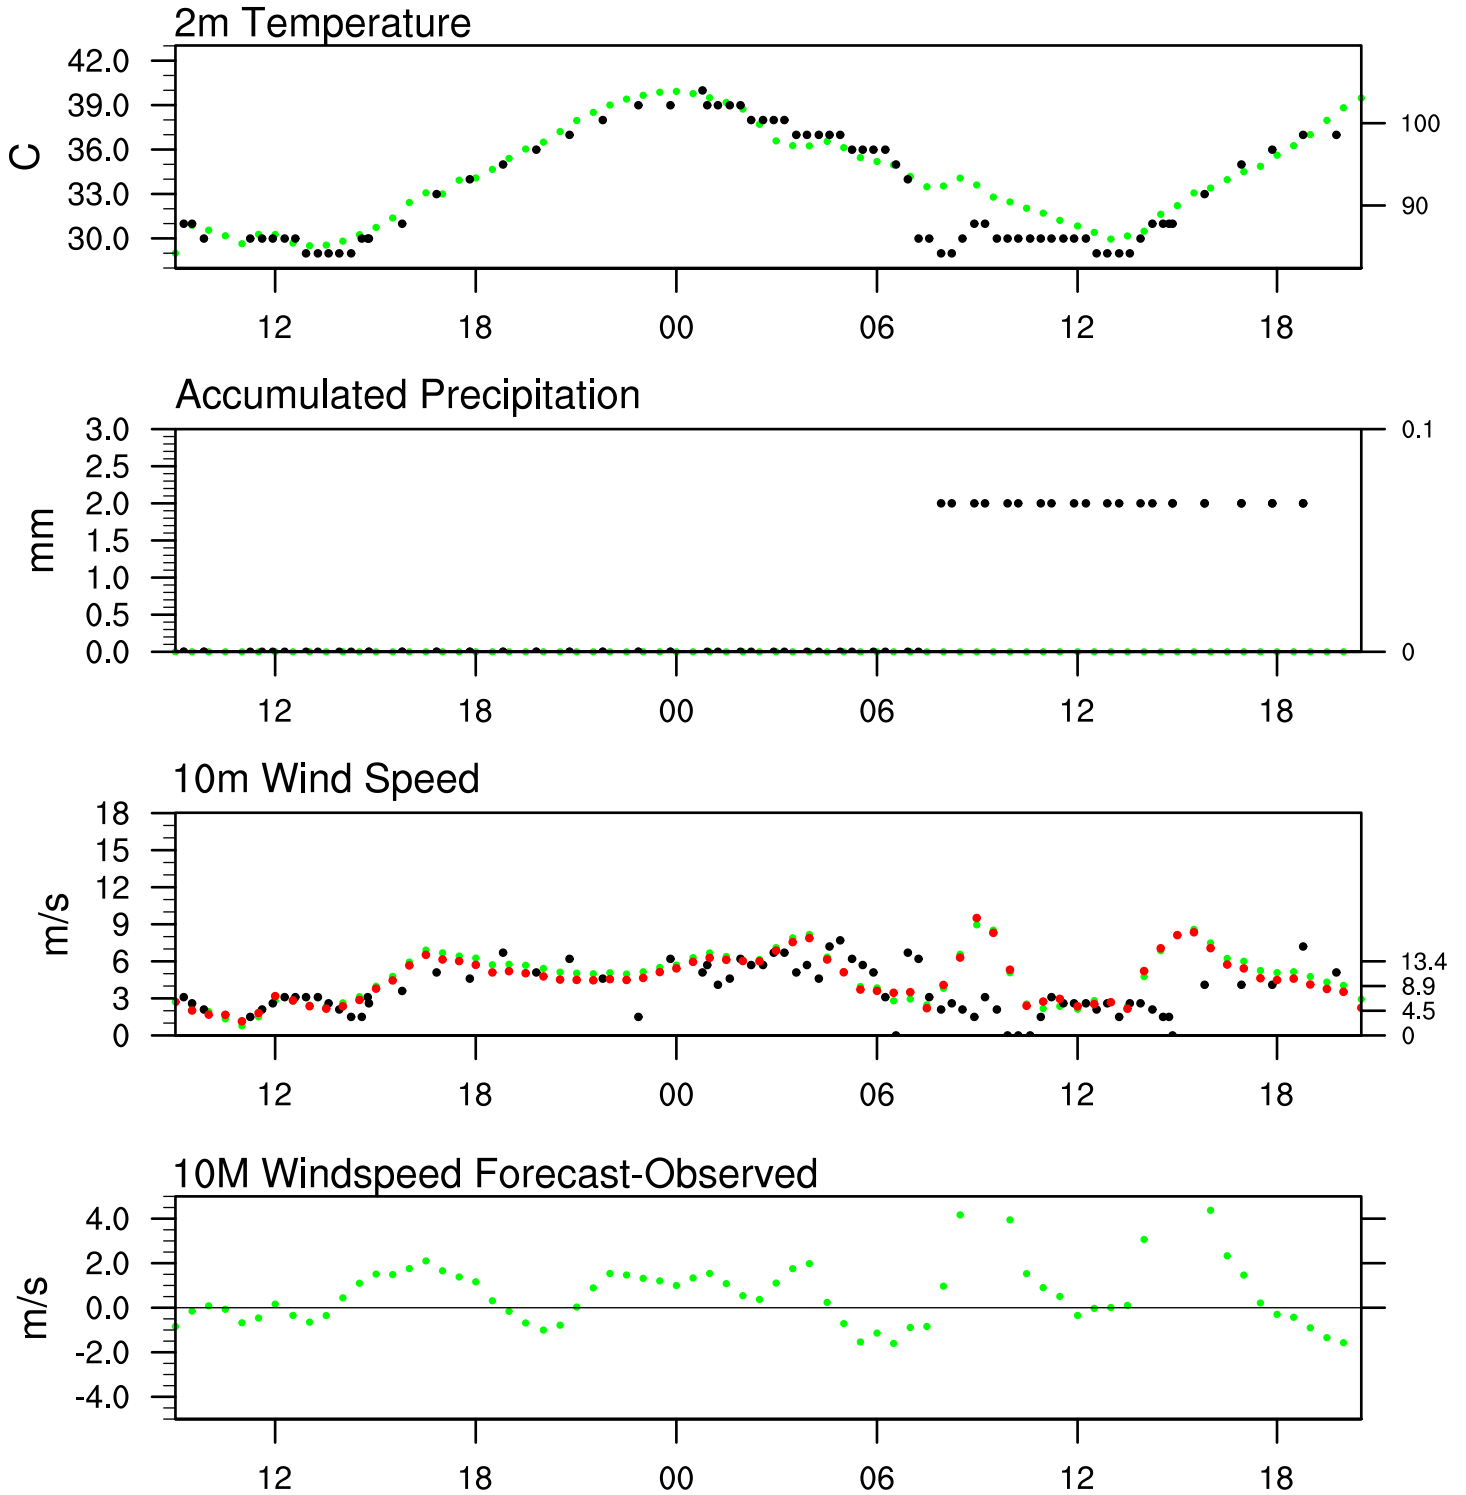 2m Temperature
42.0
39.0
36.0
33.0
30.0
C
100
90
12 18 00 06 12 18
Accumulated Precipitation
3.0
2.5
2.0
1.5
1.0
0.5
0.0
mm
0.1
0
12 18 00 06 12 18
10m Wind Speed
18
15
12
9
6
3
0
m/s
13.4
8.9
4.5
0
12 18 00 06 12 18
10M Windspeed Forecast-Observed
4.0
2.0
0.0
-2.0
-4.0
m/s
12 18 00 06 12 18